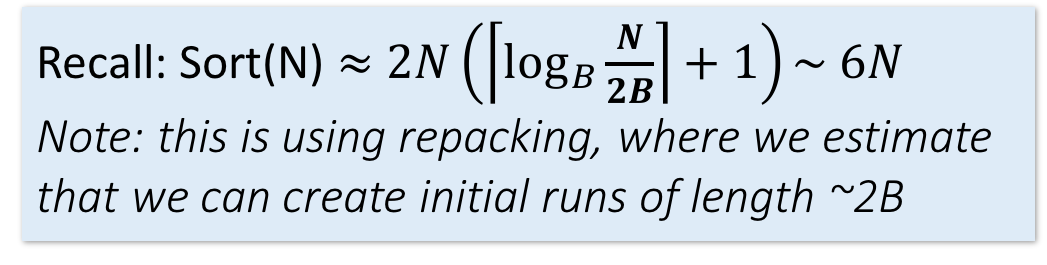 Recall: Sort(N) ≈ 2N (⌈log_B N/2B⌉ + 1) ~ 6N
Note: this is using repacking, where we estimate
that we can create initial runs of length ~2B